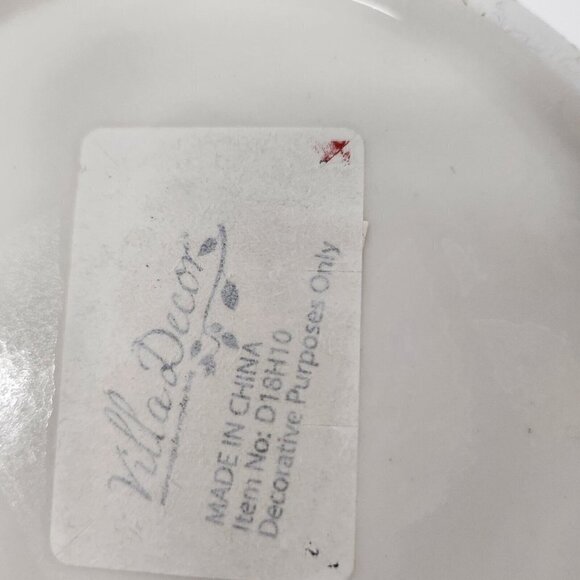 Villa Decor
MADE IN CHINA
Item No: D18H10
Decorative Purposes Only